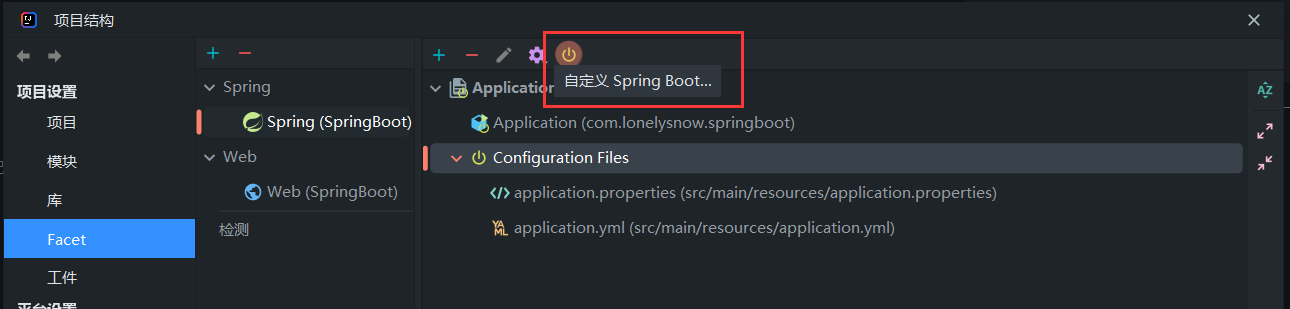 项目结构
项目设置
项目
模块
库
Facet
工件
平台设置
Spring
Spring (SpringBoot)
Web
Web (SpringBoot)
检测
自定义 Spring Boot...
Application
Application (com.lonelysnow.springboot)
Configuration Files
application.properties (src/main/resources/application.properties)
application.yml (src/main/resources/application.yml)